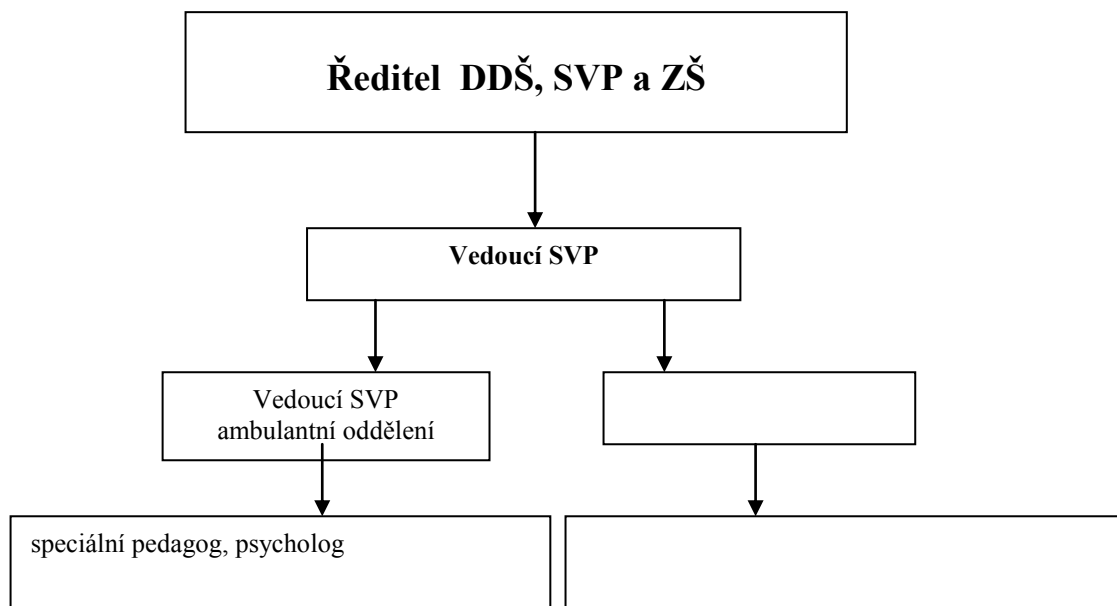 Ředitel DDŠ, SVP a ZŠ
Vedoucí SVP
Vedoucí SVP
ambulantní oddělení
speciální pedagog, psycholog